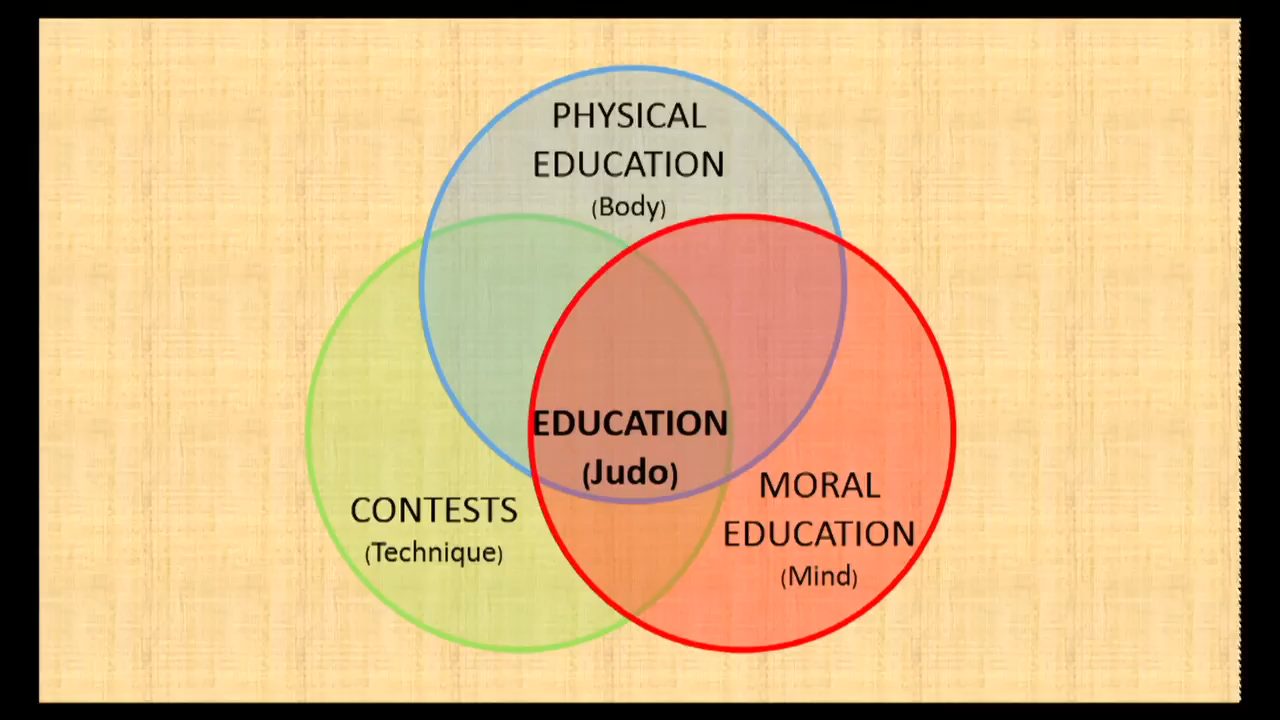 PHYSICAL
EDUCATION
(Body)
EDUCATION
(Judo)
CONTESTS
(Technique)
MORAL
EDUCATION
(Mind)